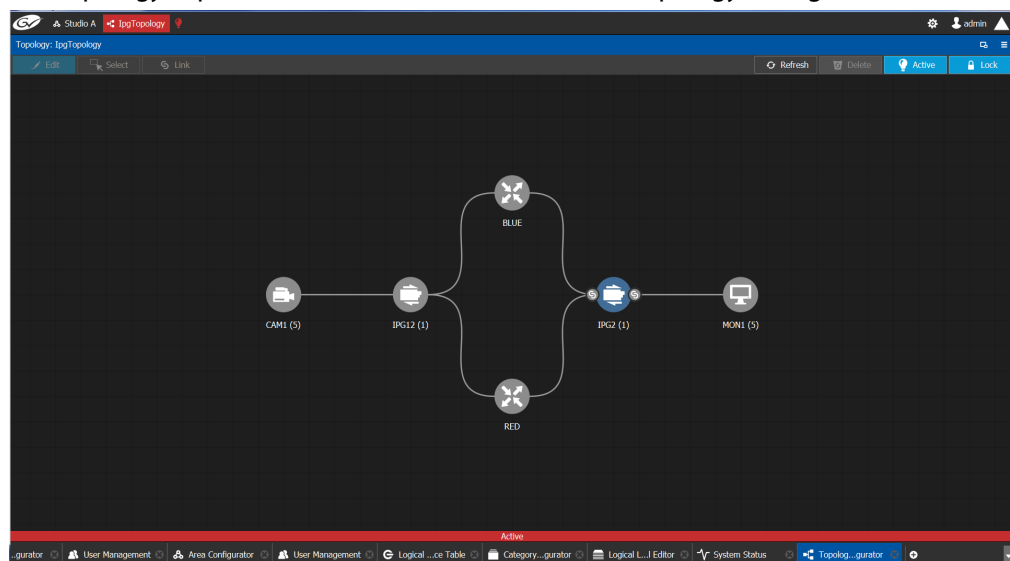 Studio A IpgTopology admin
Topology: IpgTopology
Edit Select Link Refresh Delete Active Lock
BLUE
CAM1 (5) IPG12 (1) IPG2 (1) MON1 (5)
RED
Active
..gurator User Management Area Configurator User Management Logical ...ce Table Category...gurator Logical L...l Editor System Status Topolog...gurator